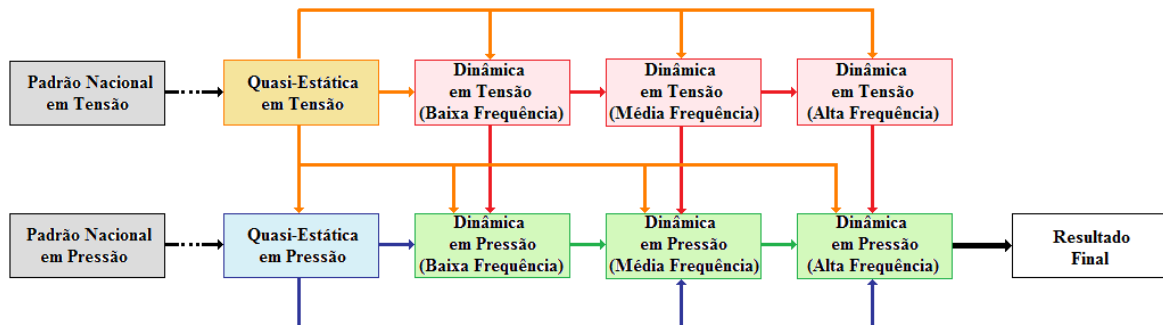 Padrão Nacional
em Tensão
Quasi-Estática
em Tensão
Dinâmica
em Tensão
(Baixa Frequência)
Dinâmica
em Tensão
(Média Frequência)
Dinâmica
em Tensão
(Alta Frequência)
Padrão Nacional
em Pressão
Quasi-Estática
em Pressão
Dinâmica
em Pressão
(Baixa Frequência)
Dinâmica
em Pressão
(Média Frequência)
Dinâmica
em Pressão
(Alta Frequência)
Resultado
Final